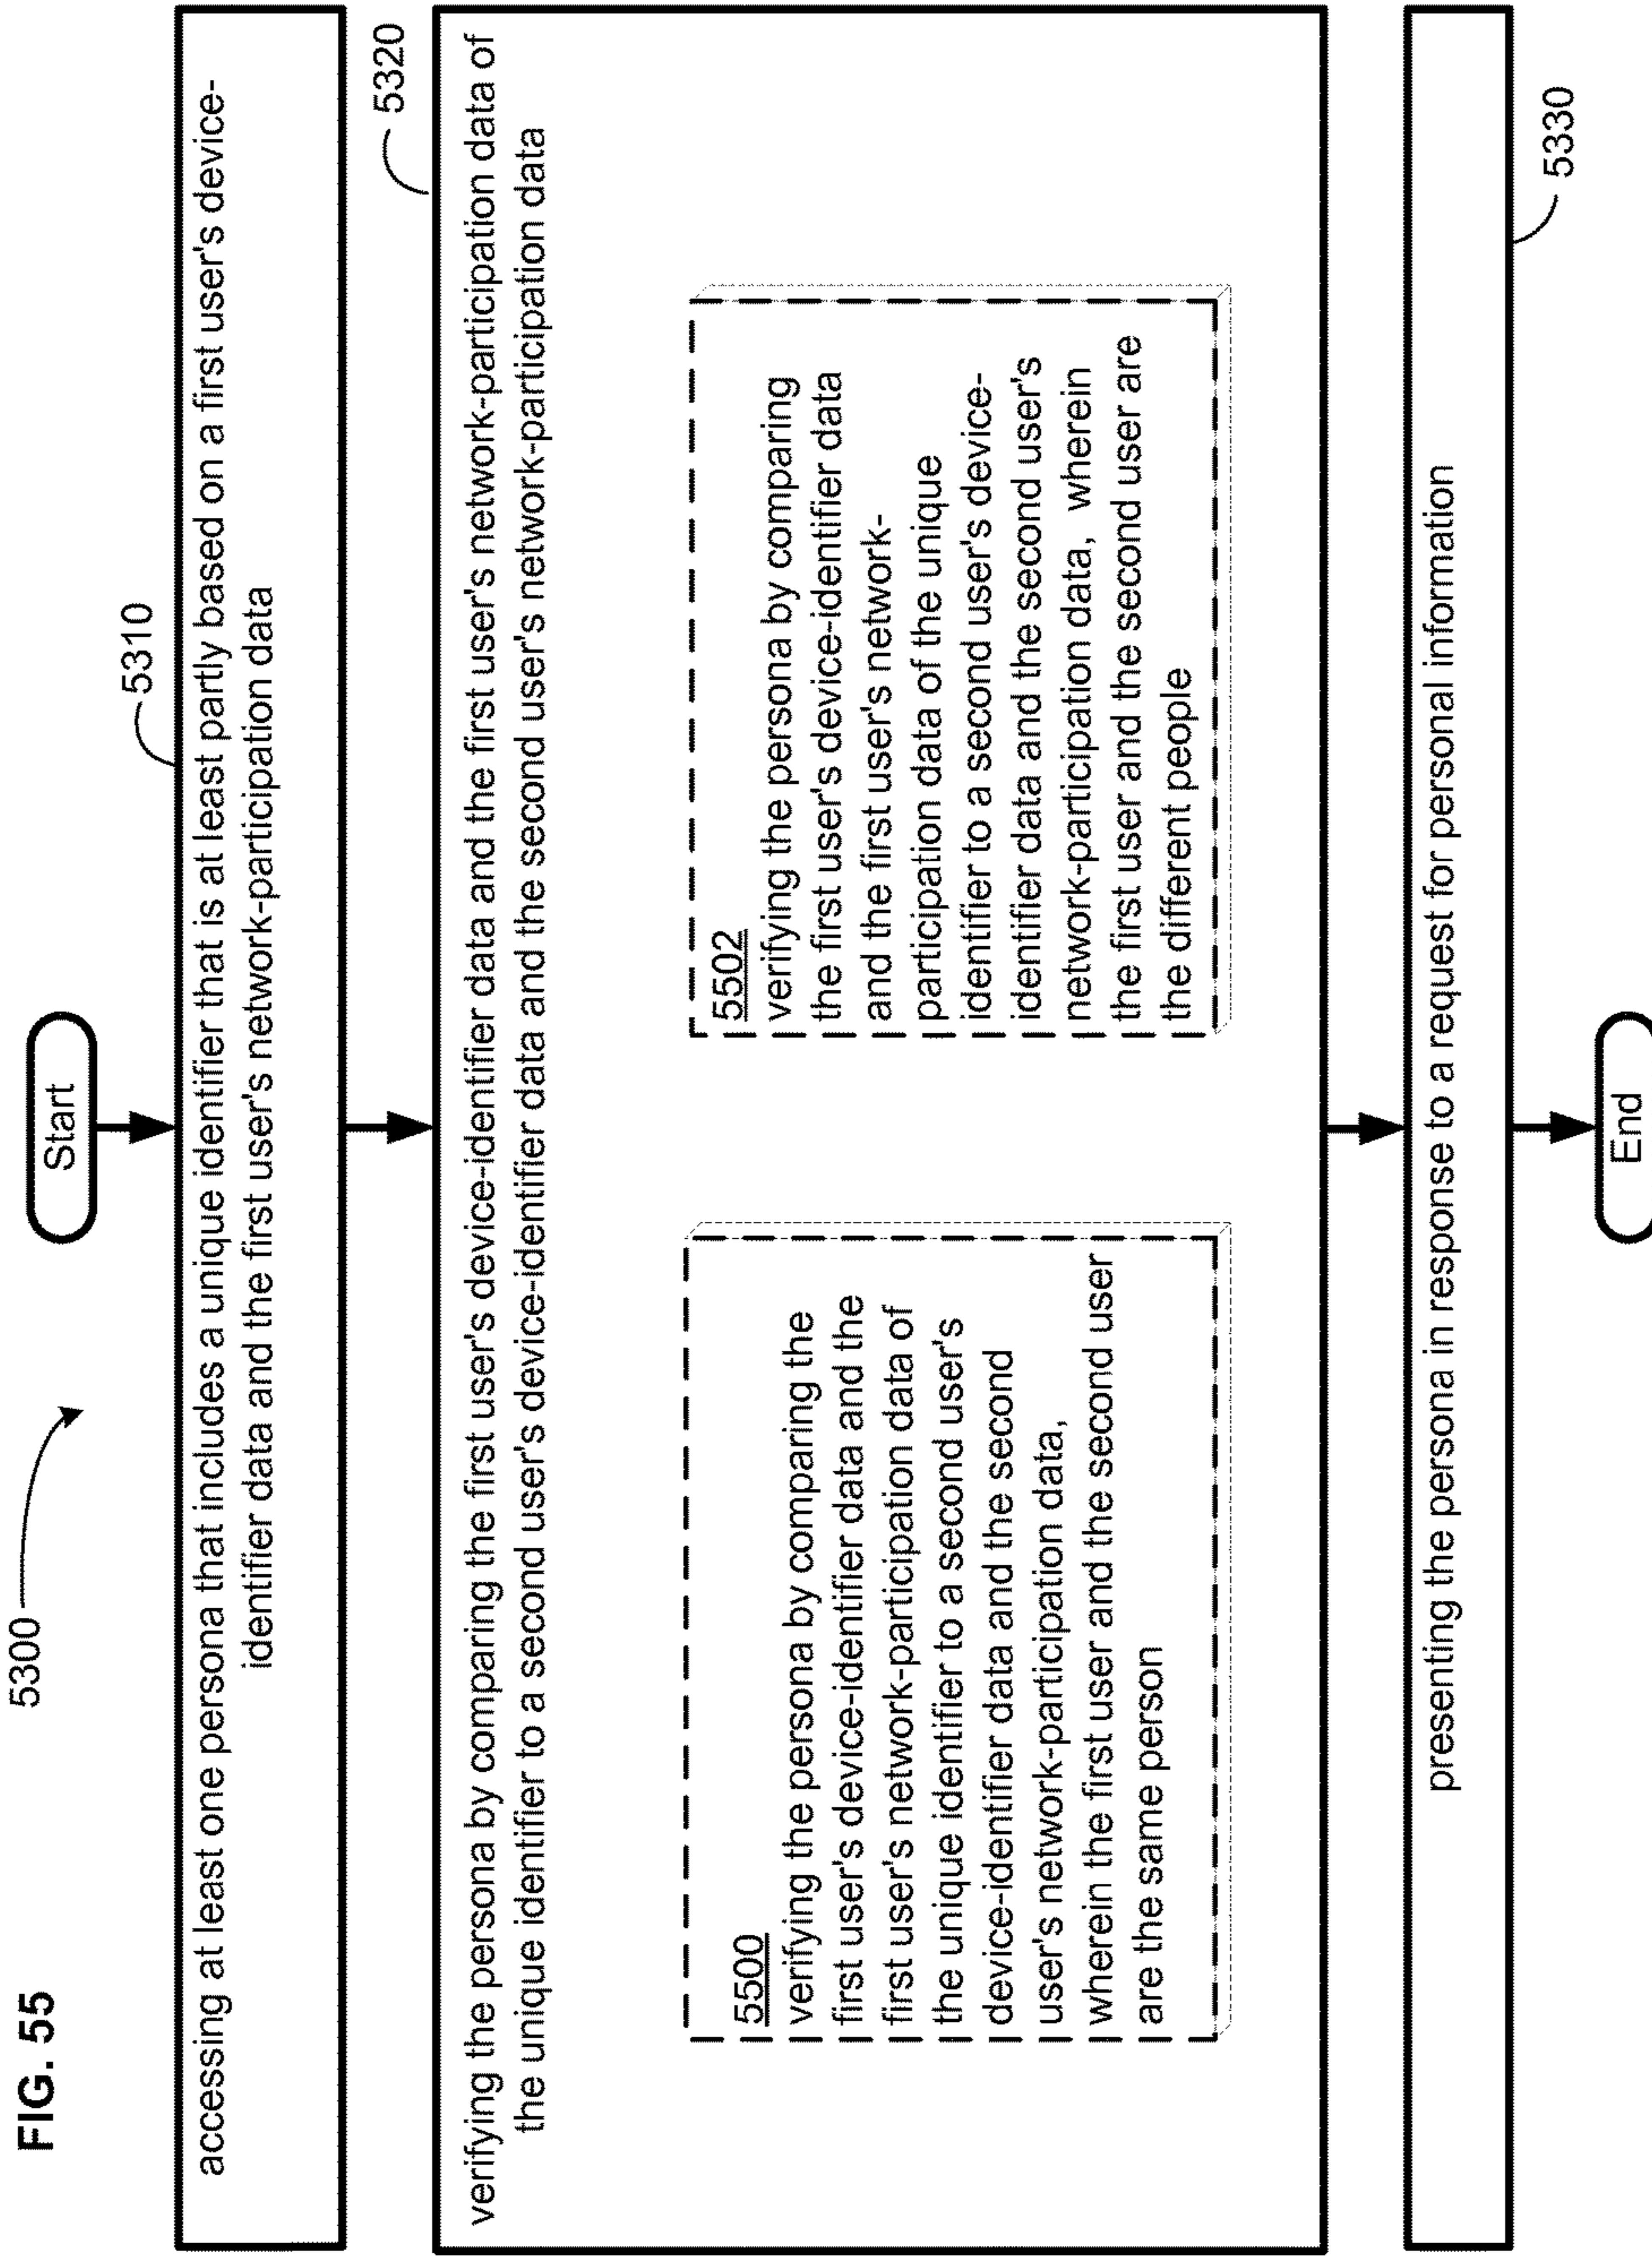 FIG. 55
5300
Start
5310
accessing at least one persona that includes a unique identifier that is at least partly based on a first user's device-
identifier data and the first user's network-participation data
5320
verifying the persona by comparing the first user's device-identifier data and the first user's network-participation data of
the unique identifier to a second user's device-identifier data and the second user's network-participation data
5500
verifying the persona by comparing the
first user's device-identifier data and the
first user's network-participation data of
the unique identifier to a second user's
device-identifier data and the second
user's network-participation data,
wherein the first user and the second user
are the same person
5502
verifying the persona by comparing
the first user's device-identifier data
and the first user's network-
participation data of the unique
identifier to a second user's device-
identifier data and the second user's
network-participation data, wherein
the first user and the second user are
the different people
presenting the persona in response to a request for personal information
5330
End